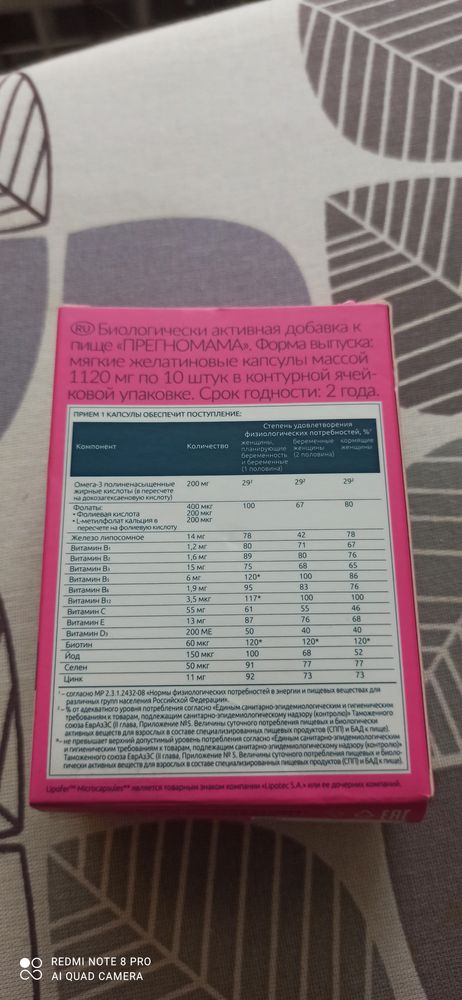 RU Биологически активная добавка к
пище «ПРЕГНОМАМА». Форма выпуска:
мягкие желатиновые капсулы массой
1120 мг по 10 штук в контурной ячей-
ковой упаковке. Срок годности: 2 года.
ПРИЕМ 1 КАПСУЛЫ ОБЕСПЕЧИТ ПОСТУПЛЕНИЕ:
Компонент Количество Степень удовлетворения
физиологических потребностей, %¹
женщины, планирующие беременность и беременные (1 половина) беременные женщины (2 половина) кормящие женщины
Омега-3 полиненасыщенные 200 мг 29² 29² 29²
жирные кислоты (в пересчете
на докозагексаеновую кислоту)
Фолаты: 400 мкг 100 67 80
• Фолиевая кислота 200 мкг
• L-метилфолат кальция в 200 мкг
пересчете на фолиевую кислоту
Железо липосомное 14 мг 78 42 78
Витамин B₁ 1,2 мг 80 71 67
Витамин B₂ 1,6 мг 89 80 76
Витамин B₃ 15 мг 75 68 65
Витамин B₅ 6 мг 120* 100 86
Витамин B₆ 1,9 мг 95 83 76
Витамин B₁₂ 3,5 мкг 117* 100 100
Витамин C 55 мг 61 55 46
Витамин E 13 мг 87 76 68
Витамин D₃ 200 МЕ 50 40 40
Биотин 60 мкг 120* 120* 120*
Йод 150 мкг 100 68 52
Селен 50 мкг 91 77 77
Цинк 11 мг 92 73 73
¹ – согласно МР 2.3.1.2432-08 «Нормы физиологических потребностей в энергии и пищевых веществах для
различных групп населения Российской Федерации».
² – % от адекватного уровня потребления согласно «Единым санитарно-эпидемиологическим и гигиеническим
требованиям к товарам, подлежащим санитарно-эпидемиологическому надзору (контролю)» Таможенного
союза ЕврАзЭС (II глава, Приложение №5. Величины суточного потребления пищевых и биологически
активных веществ для взрослых в составе специализированных пищевых продуктов (СПП) и БАД к пище).
* – не превышает верхний допустимый уровень потребления согласно «Единым санитарно-эпидемиологическим
и гигиеническим требованиям к товарам, подлежащим санитарно-эпидемиологическому надзору (контролю)»
Таможенного союза ЕврАзЭС (II глава, Приложение № 5. Величины суточного потребления пищевых и биоло-
гически активных веществ для взрослых в составе специализированных пищевых продуктов (СПП) и БАД к пище).
Lipofer™ Microcapsules** является товарным знаком компании «Lipotec S.A.» или ее дочерних компаний.
ЕАС
REDMI NOTE 8 PRO
AI QUAD CAMERA